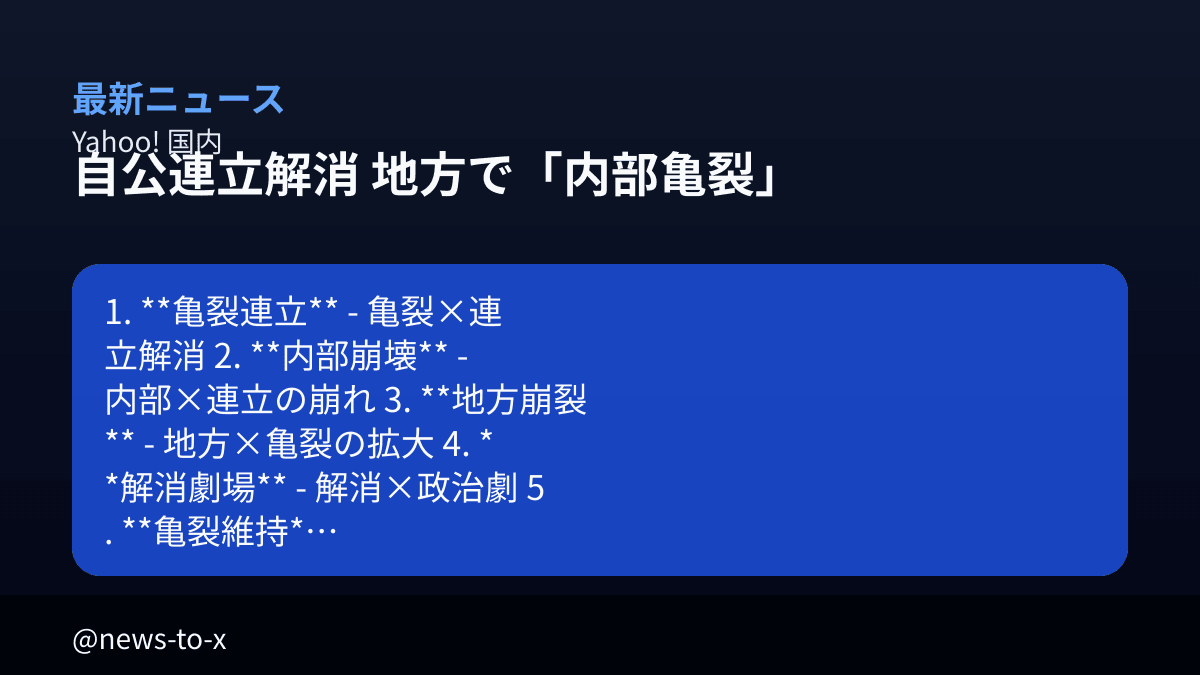 最新ニュース
Yahoo! 国内
自公連立解消 地方で「内部亀裂」
1. **亀裂連立** - 亀裂×連
立解消 2. **内部崩壊** -
内部×連立の崩れ 3. **地方崩裂
** - 地方×亀裂の拡大 4. *
*解消劇場** - 解消×政治劇 5
. **亀裂維持*…
@news-to-x